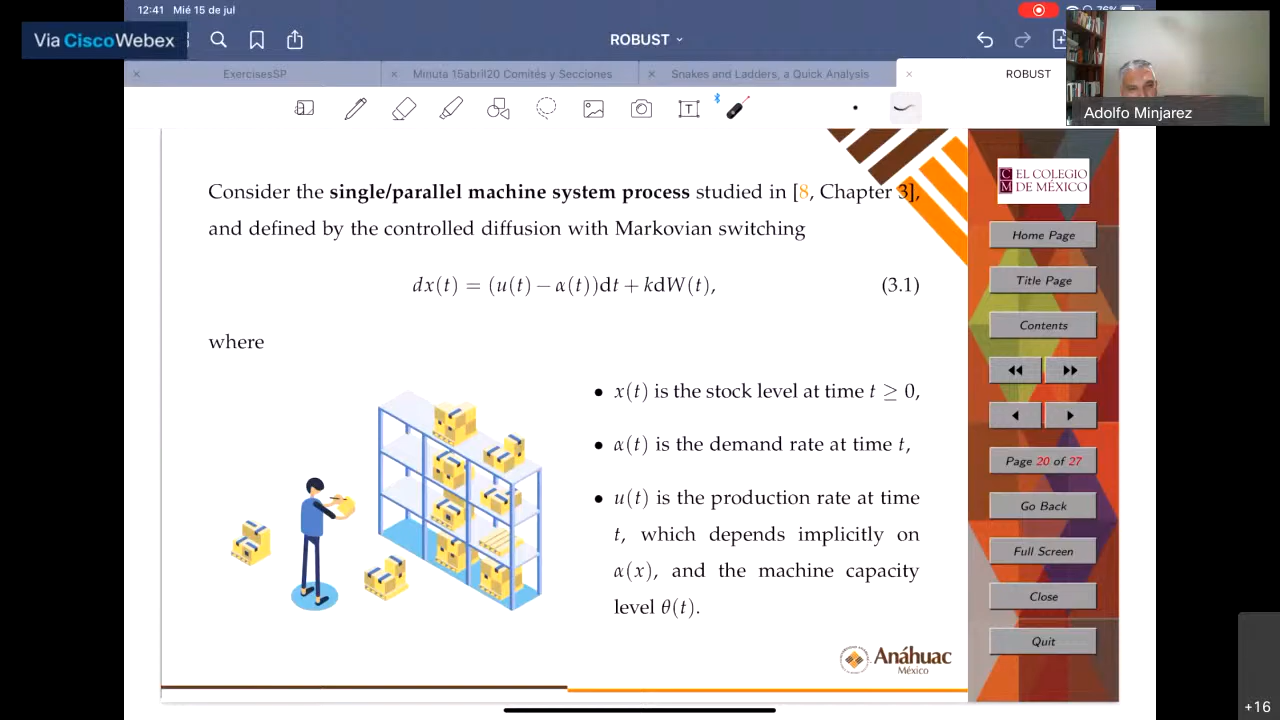 12:41 Mié 15 de jul
76%
Via CiscoWebex
ROBUST
ExercisesSP
Minuta 15abril20 Comités y Secciones
Snakes and Ladders, a Quick Analysis
ROBUST
T
Adolfo Minjarez
Consider the single/parallel machine system process studied in [8, Chapter 3],
and defined by the controlled diffusion with Markovian switching
dx(t) = (u(t) − α(t))dt + kdW(t), (3.1)
where
• x(t) is the stock level at time t ≥ 0,
• α(t) is the demand rate at time t,
• u(t) is the production rate at time
t, which depends implicitly on
α(x), and the machine capacity
level θ(t).
Anáhuac
México
CM EL COLEGIO
DE MÉXICO
Home Page
Title Page
Contents
Page 20 of 27
Go Back
Full Screen
Close
Quit
+16